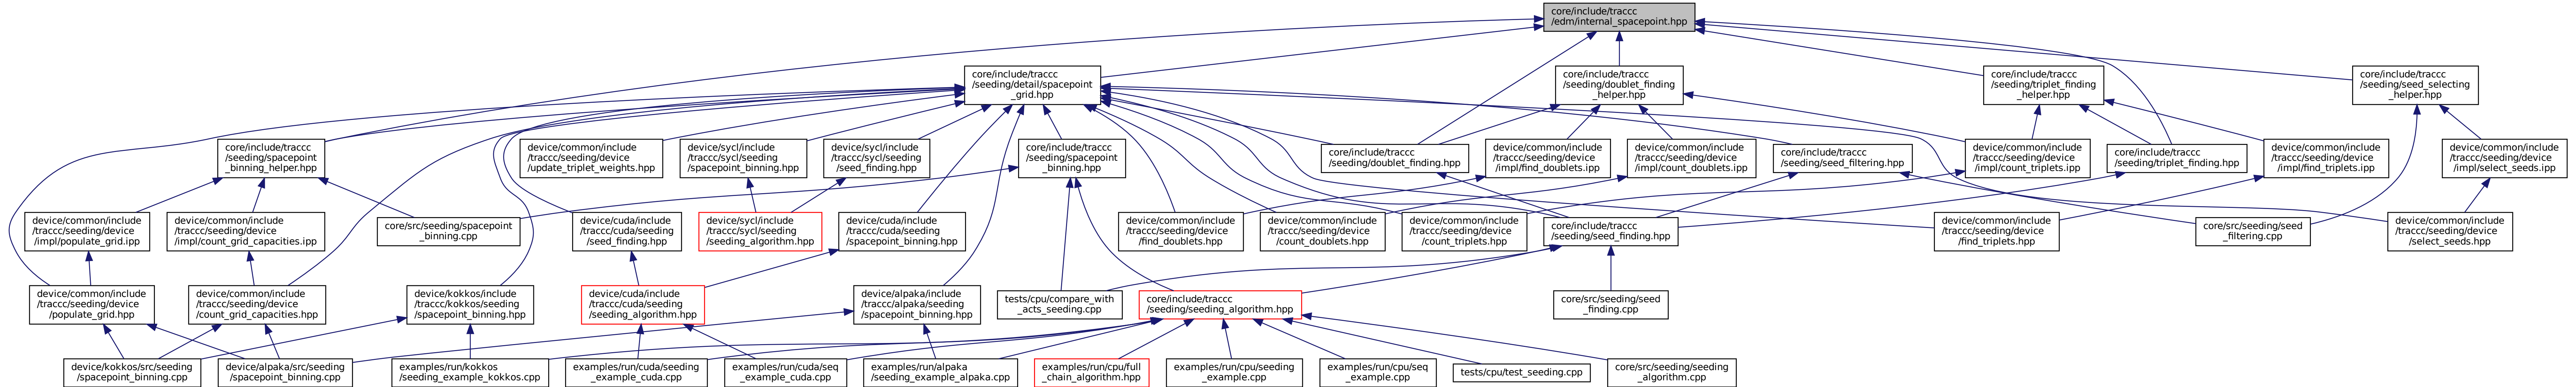 core/include/traccc
/edm/internal_spacepoint.hpp
core/include/traccc
/seeding/detail/spacepoint
_grid.hpp
core/include/traccc
/seeding/doublet_finding
_helper.hpp
core/include/traccc
/seeding/triplet_finding
_helper.hpp
core/include/traccc
/seeding/seed_selecting
_helper.hpp
core/include/traccc
/seeding/spacepoint
_binning_helper.hpp
device/common/include
/traccc/seeding/device
/update_triplet_weights.hpp
device/sycl/include
/traccc/sycl/seeding
/spacepoint_binning.hpp
device/sycl/include
/traccc/sycl/seeding
/seed_finding.hpp
core/include/traccc
/seeding/spacepoint
_binning.hpp
core/include/traccc
/seeding/doublet_finding.hpp
device/common/include
/traccc/seeding/device
/impl/find_doublets.ipp
device/common/include
/traccc/seeding/device
/impl/count_doublets.ipp
core/include/traccc
/seeding/seed_filtering.hpp
device/common/include
/traccc/seeding/device
/impl/count_triplets.ipp
core/include/traccc
/seeding/triplet_finding.hpp
device/common/include
/traccc/seeding/device
/impl/find_triplets.ipp
device/common/include
/traccc/seeding/device
/impl/select_seeds.ipp
device/common/include
/traccc/seeding/device
/impl/populate_grid.ipp
device/common/include
/traccc/seeding/device
/impl/count_grid_capacities.ipp
core/src/seeding/spacepoint
_binning.cpp
device/cuda/include
/traccc/cuda/seeding
/seed_finding.hpp
device/sycl/include
/traccc/sycl/seeding
/seeding_algorithm.hpp
device/cuda/include
/traccc/cuda/seeding
/spacepoint_binning.hpp
device/common/include
/traccc/seeding/device
/find_doublets.hpp
device/common/include
/traccc/seeding/device
/count_doublets.hpp
device/common/include
/traccc/seeding/device
/count_triplets.hpp
core/include/traccc
/seeding/seed_finding.hpp
device/common/include
/traccc/seeding/device
/find_triplets.hpp
core/src/seeding/seed
_filtering.cpp
device/common/include
/traccc/seeding/device
/select_seeds.hpp
device/common/include
/traccc/seeding/device
/populate_grid.hpp
device/common/include
/traccc/seeding/device
/count_grid_capacities.hpp
device/kokkos/include
/traccc/kokkos/seeding
/spacepoint_binning.hpp
device/cuda/include
/traccc/cuda/seeding
/seeding_algorithm.hpp
device/alpaka/include
/traccc/alpaka/seeding
/spacepoint_binning.hpp
tests/cpu/compare_with
_acts_seeding.cpp
core/include/traccc
/seeding/seeding_algorithm.hpp
core/src/seeding/seed
_finding.cpp
device/kokkos/src/seeding
/spacepoint_binning.cpp
device/alpaka/src/seeding
/spacepoint_binning.cpp
examples/run/kokkos
/seeding_example_kokkos.cpp
examples/run/cuda/seeding
_example_cuda.cpp
examples/run/cuda/seq
_example_cuda.cpp
examples/run/alpaka
/seeding_example_alpaka.cpp
examples/run/cpu/full
_chain_algorithm.hpp
examples/run/cpu/seeding
_example.cpp
examples/run/cpu/seq
_example.cpp
tests/cpu/test_seeding.cpp
core/src/seeding/seeding
_algorithm.cpp